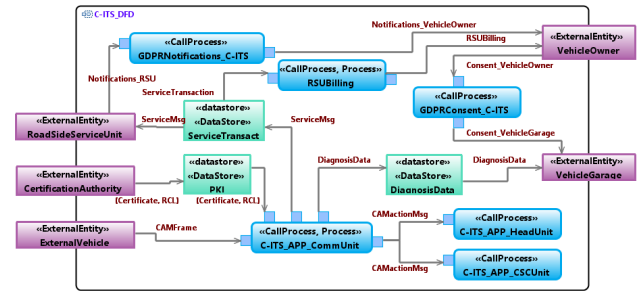 C-ITS_DFD
«CallProcess»
GDPRNotifications_C-ITS
Notifications_VehicleOwner
«ExternalEntity»
VehicleOwner
RSUBilling
Notifications_RSU
«CallProcess, Process»
RSUBilling
Consent_VehicleOwner
ServiceTransaction
«CallProcess»
GDPRConsent_C-ITS
«ExternalEntity»
RoadSideServiceUnit
ServiceMsg
«datastore»
«DataStore»
ServiceTransact
ServiceMsg
Consent_VehicleGarage
«ExternalEntity»
CertificationAuthority
[Certificate, RCL]
«datastore»
«DataStore»
PKI
[Certificate, RCL]
DiagnosisData
«datastore»
«DataStore»
DiagnosisData
DiagnosisData
«ExternalEntity»
VehicleGarage
«ExternalEntity»
ExternalVehicle
CAMFrame
«CallProcess, Process»
C-ITS_APP_CommUnit
CAMactionMsg
«CallProcess»
C-ITS_APP_HeadUnit
CAMactionMsg
«CallProcess»
C-ITS_APP_CSCUnit